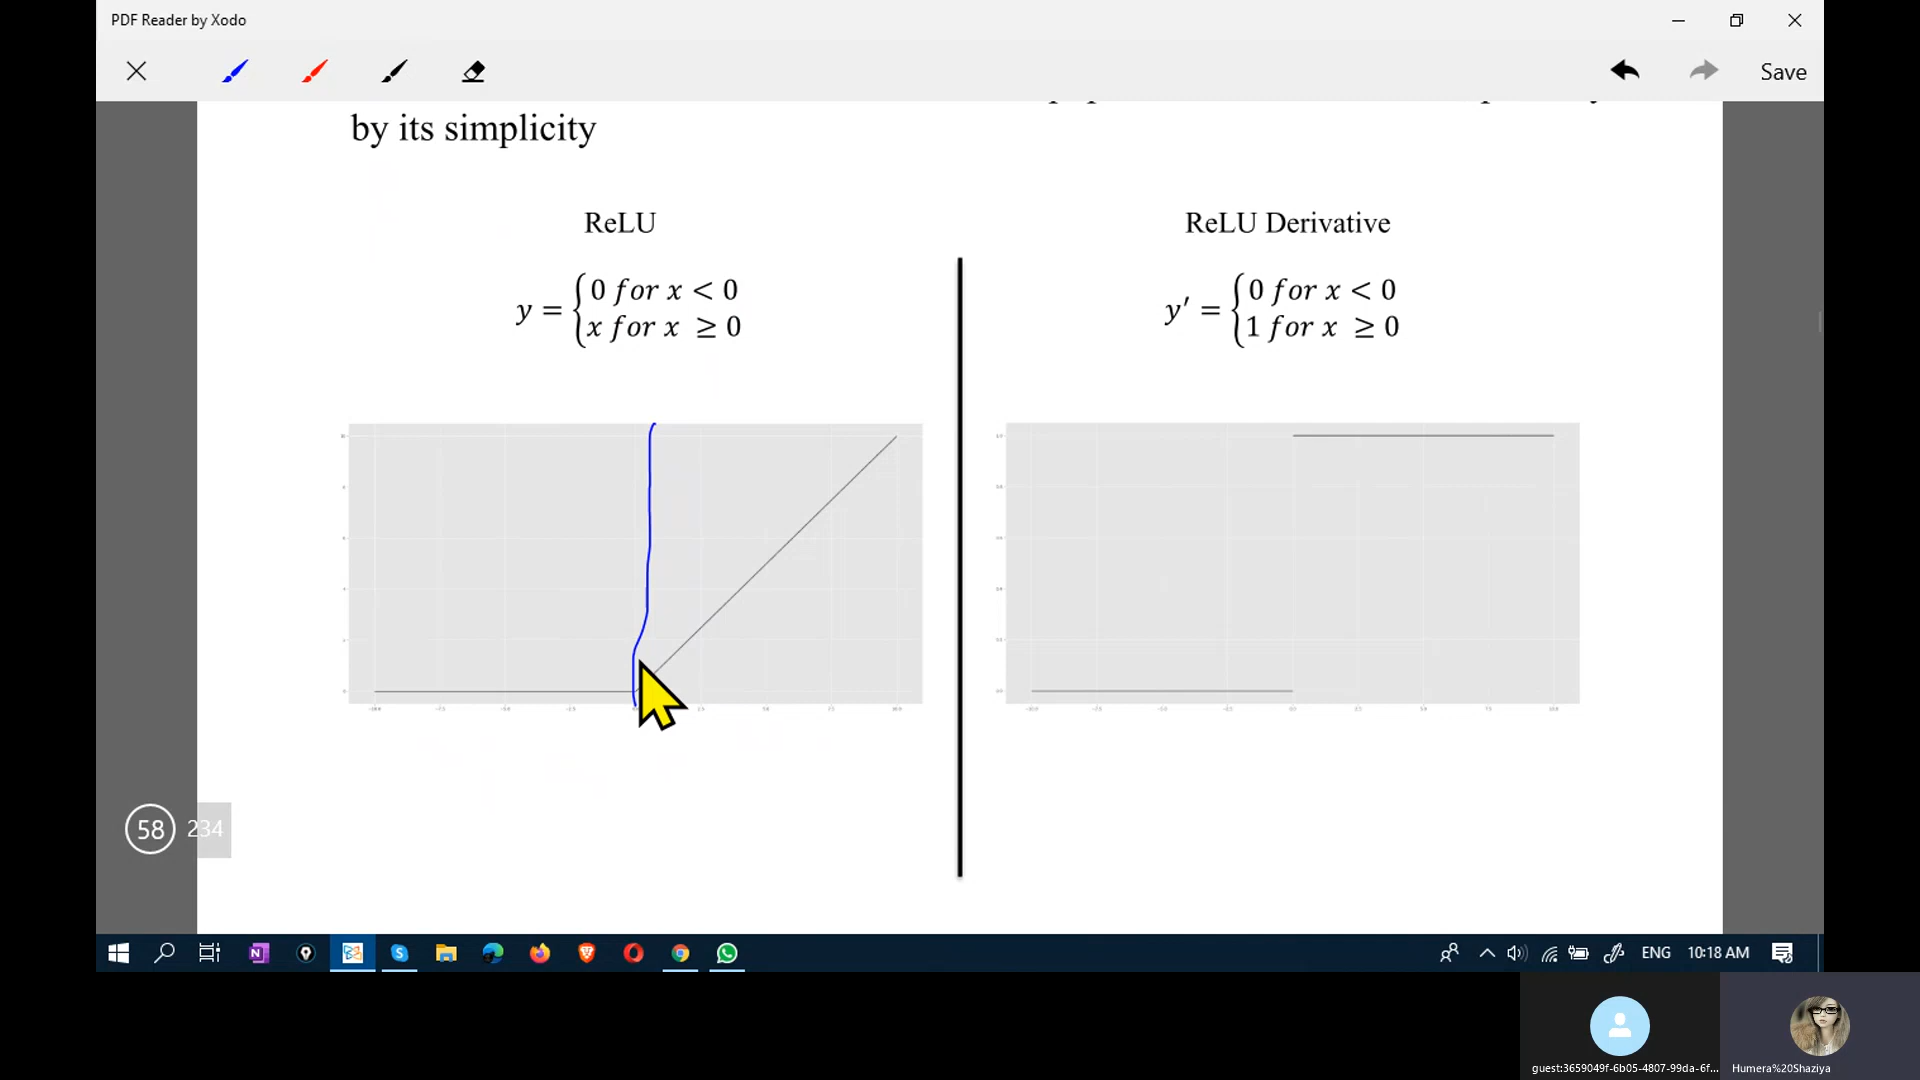 PDF Reader by Xodo
Save
by its simplicity
ReLU
ReLU Derivative
y = {0 for x < 0
x for x ≥ 0
y′ = {0 for x < 0
1 for x ≥ 0
58 234
ENG 10:18 AM
guest:3659049f-6b05-4807-99da-6f...
Humera%20Shaziya